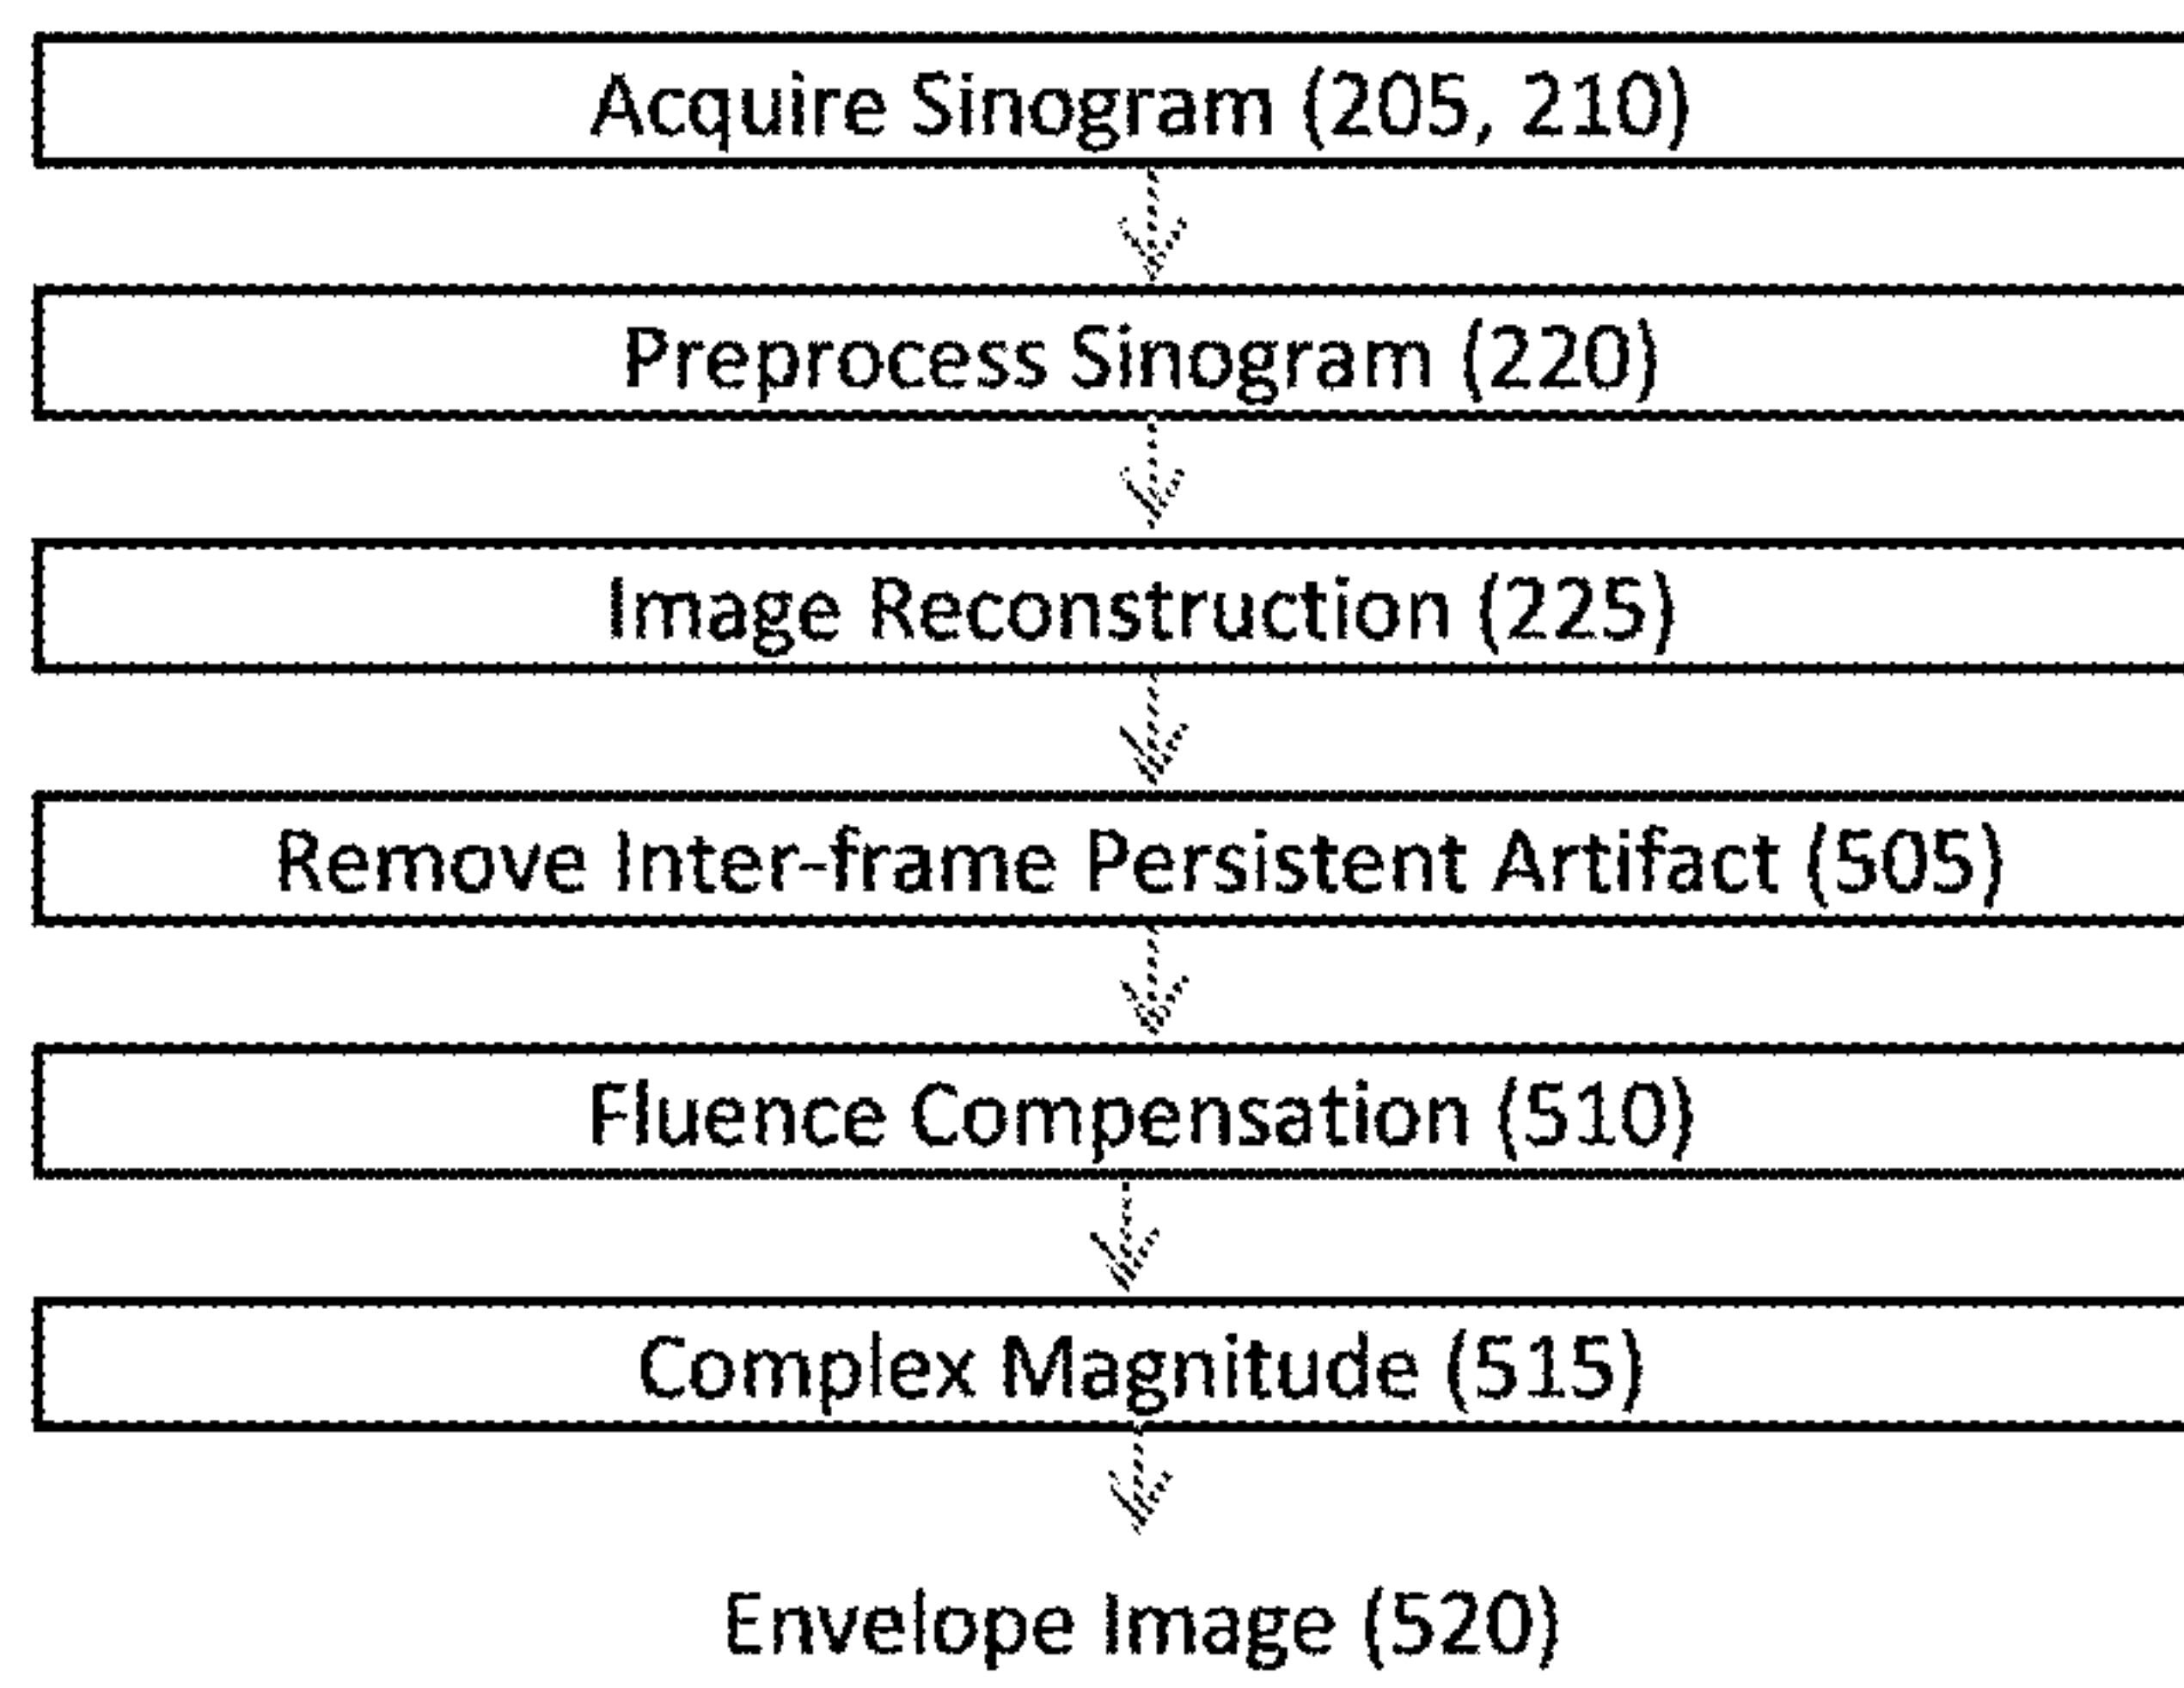 Acquire Sinogram (205, 210)
Preprocess Sinogram (220)
Image Reconstruction (225)
Remove Inter-frame Persistent Artifact (505)
Fluence Compensation (510)
Complex Magnitude (515)
Envelope Image (520)